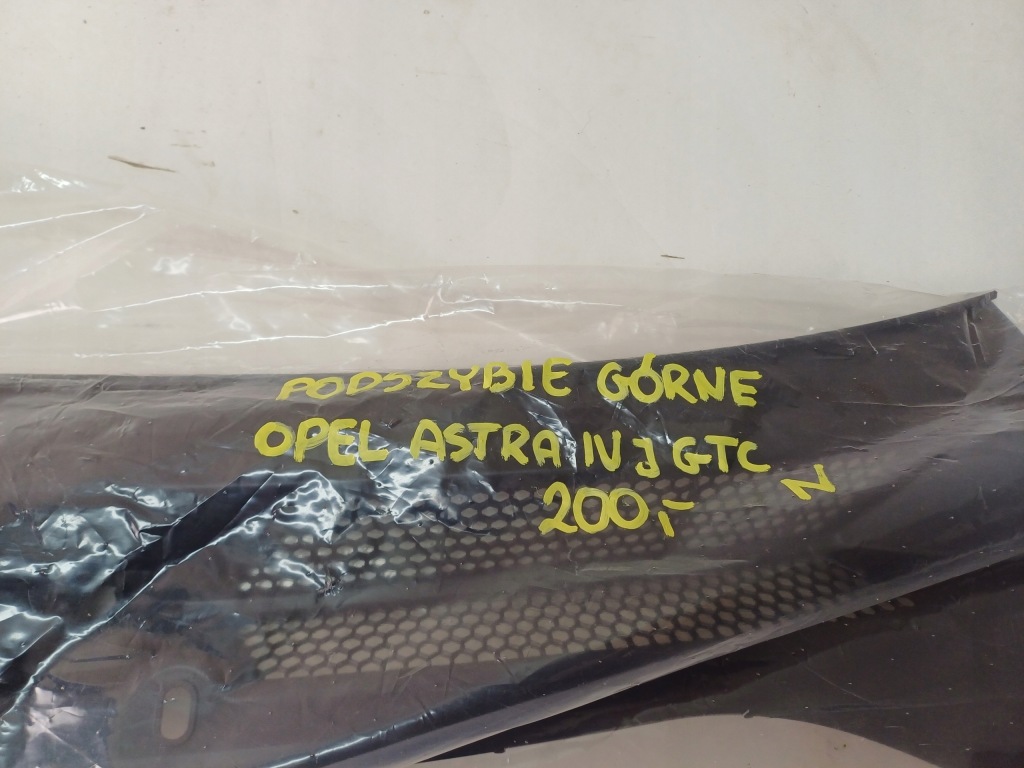 PODSZYBIE GÓRNE
OPEL ASTRA IV J GTC
200,- N